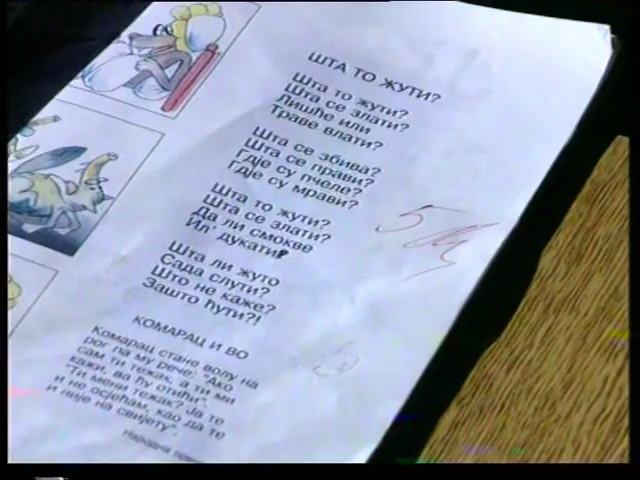 ШТА ТО ЖУТИ?
Шта то жути?
Шта се злати?
Лишће или
Траве влати?
Шта се збива?
Шта се прави?
Гдје су пчеле?
Гдје су мрави?
Шта то жути?
Шта се злати?
Да ли смокве
Ил' дукати?
Шта ли жуто
Сада слути?
Што не каже?
Зашто ћути?!
5
КОМАРАЦ И ВО
Комарац стане волу на
рог па му рече: "Ако
сам ти тежак, а ти ми
кажи, ва ћу отићи".
"Ти мени тежак? Ја те
и не осјећам, као да те
и није на свијету".
Народна